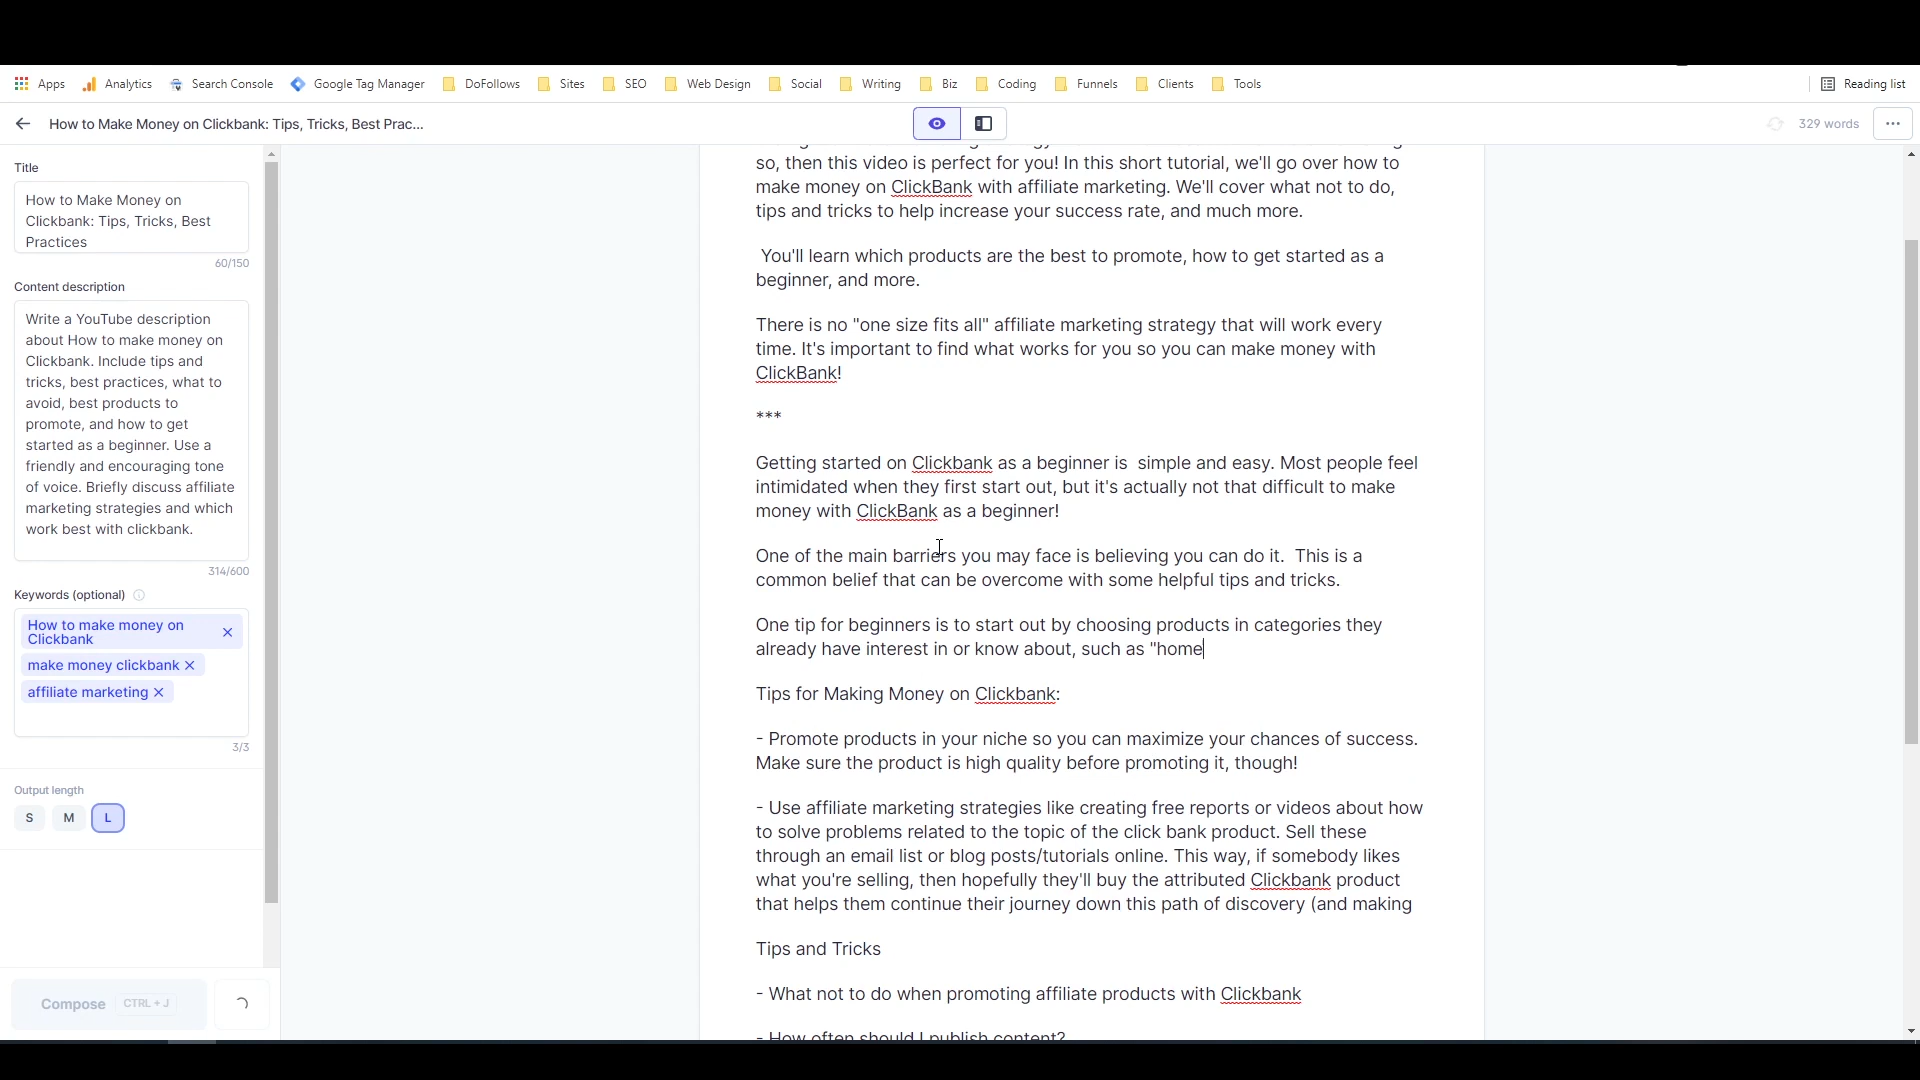 Apps Analytics Search Console Google Tag Manager DoFollows Sites SEO Web Design Social Writing Biz Coding Funnels Clients Tools Reading list
How to Make Money on Clickbank: Tips, Tricks, Best Prac...
329 words
Title
How to Make Money on
Clickbank: Tips, Tricks, Best
Practices
60/150
Content description
Write a YouTube description
about How to make money on
Clickbank. Include tips and
tricks, best practices, what to
avoid, best products to
promote, and how to get
started as a beginner. Use a
friendly and encouraging tone
of voice. Briefly discuss affiliate
marketing strategies and which
work best with clickbank.
314/600
Keywords (optional)
How to make money on
Clickbank
make money clickbank
affiliate marketing
3/3
Output length
S M L
Compose CTRL + J
so, then this video is perfect for you! In this short tutorial, we'll go over how to
make money on ClickBank with affiliate marketing. We'll cover what not to do,
tips and tricks to help increase your success rate, and much more.
You'll learn which products are the best to promote, how to get started as a
beginner, and more.
There is no "one size fits all" affiliate marketing strategy that will work every
time. It's important to find what works for you so you can make money with
ClickBank!
***
Getting started on Clickbank as a beginner is  simple and easy. Most people feel
intimidated when they first start out, but it's actually not that difficult to make
money with ClickBank as a beginner!
One of the main barriers you may face is believing you can do it.  This is a
common belief that can be overcome with some helpful tips and tricks.
One tip for beginners is to start out by choosing products in categories they
already have interest in or know about, such as "home
Tips for Making Money on Clickbank:
- Promote products in your niche so you can maximize your chances of success.
Make sure the product is high quality before promoting it, though!
- Use affiliate marketing strategies like creating free reports or videos about how
to solve problems related to the topic of the click bank product. Sell these
through an email list or blog posts/tutorials online. This way, if somebody likes
what you're selling, then hopefully they'll buy the attributed Clickbank product
that helps them continue their journey down this path of discovery (and making
Tips and Tricks
- What not to do when promoting affiliate products with Clickbank
- How often should I publish content?